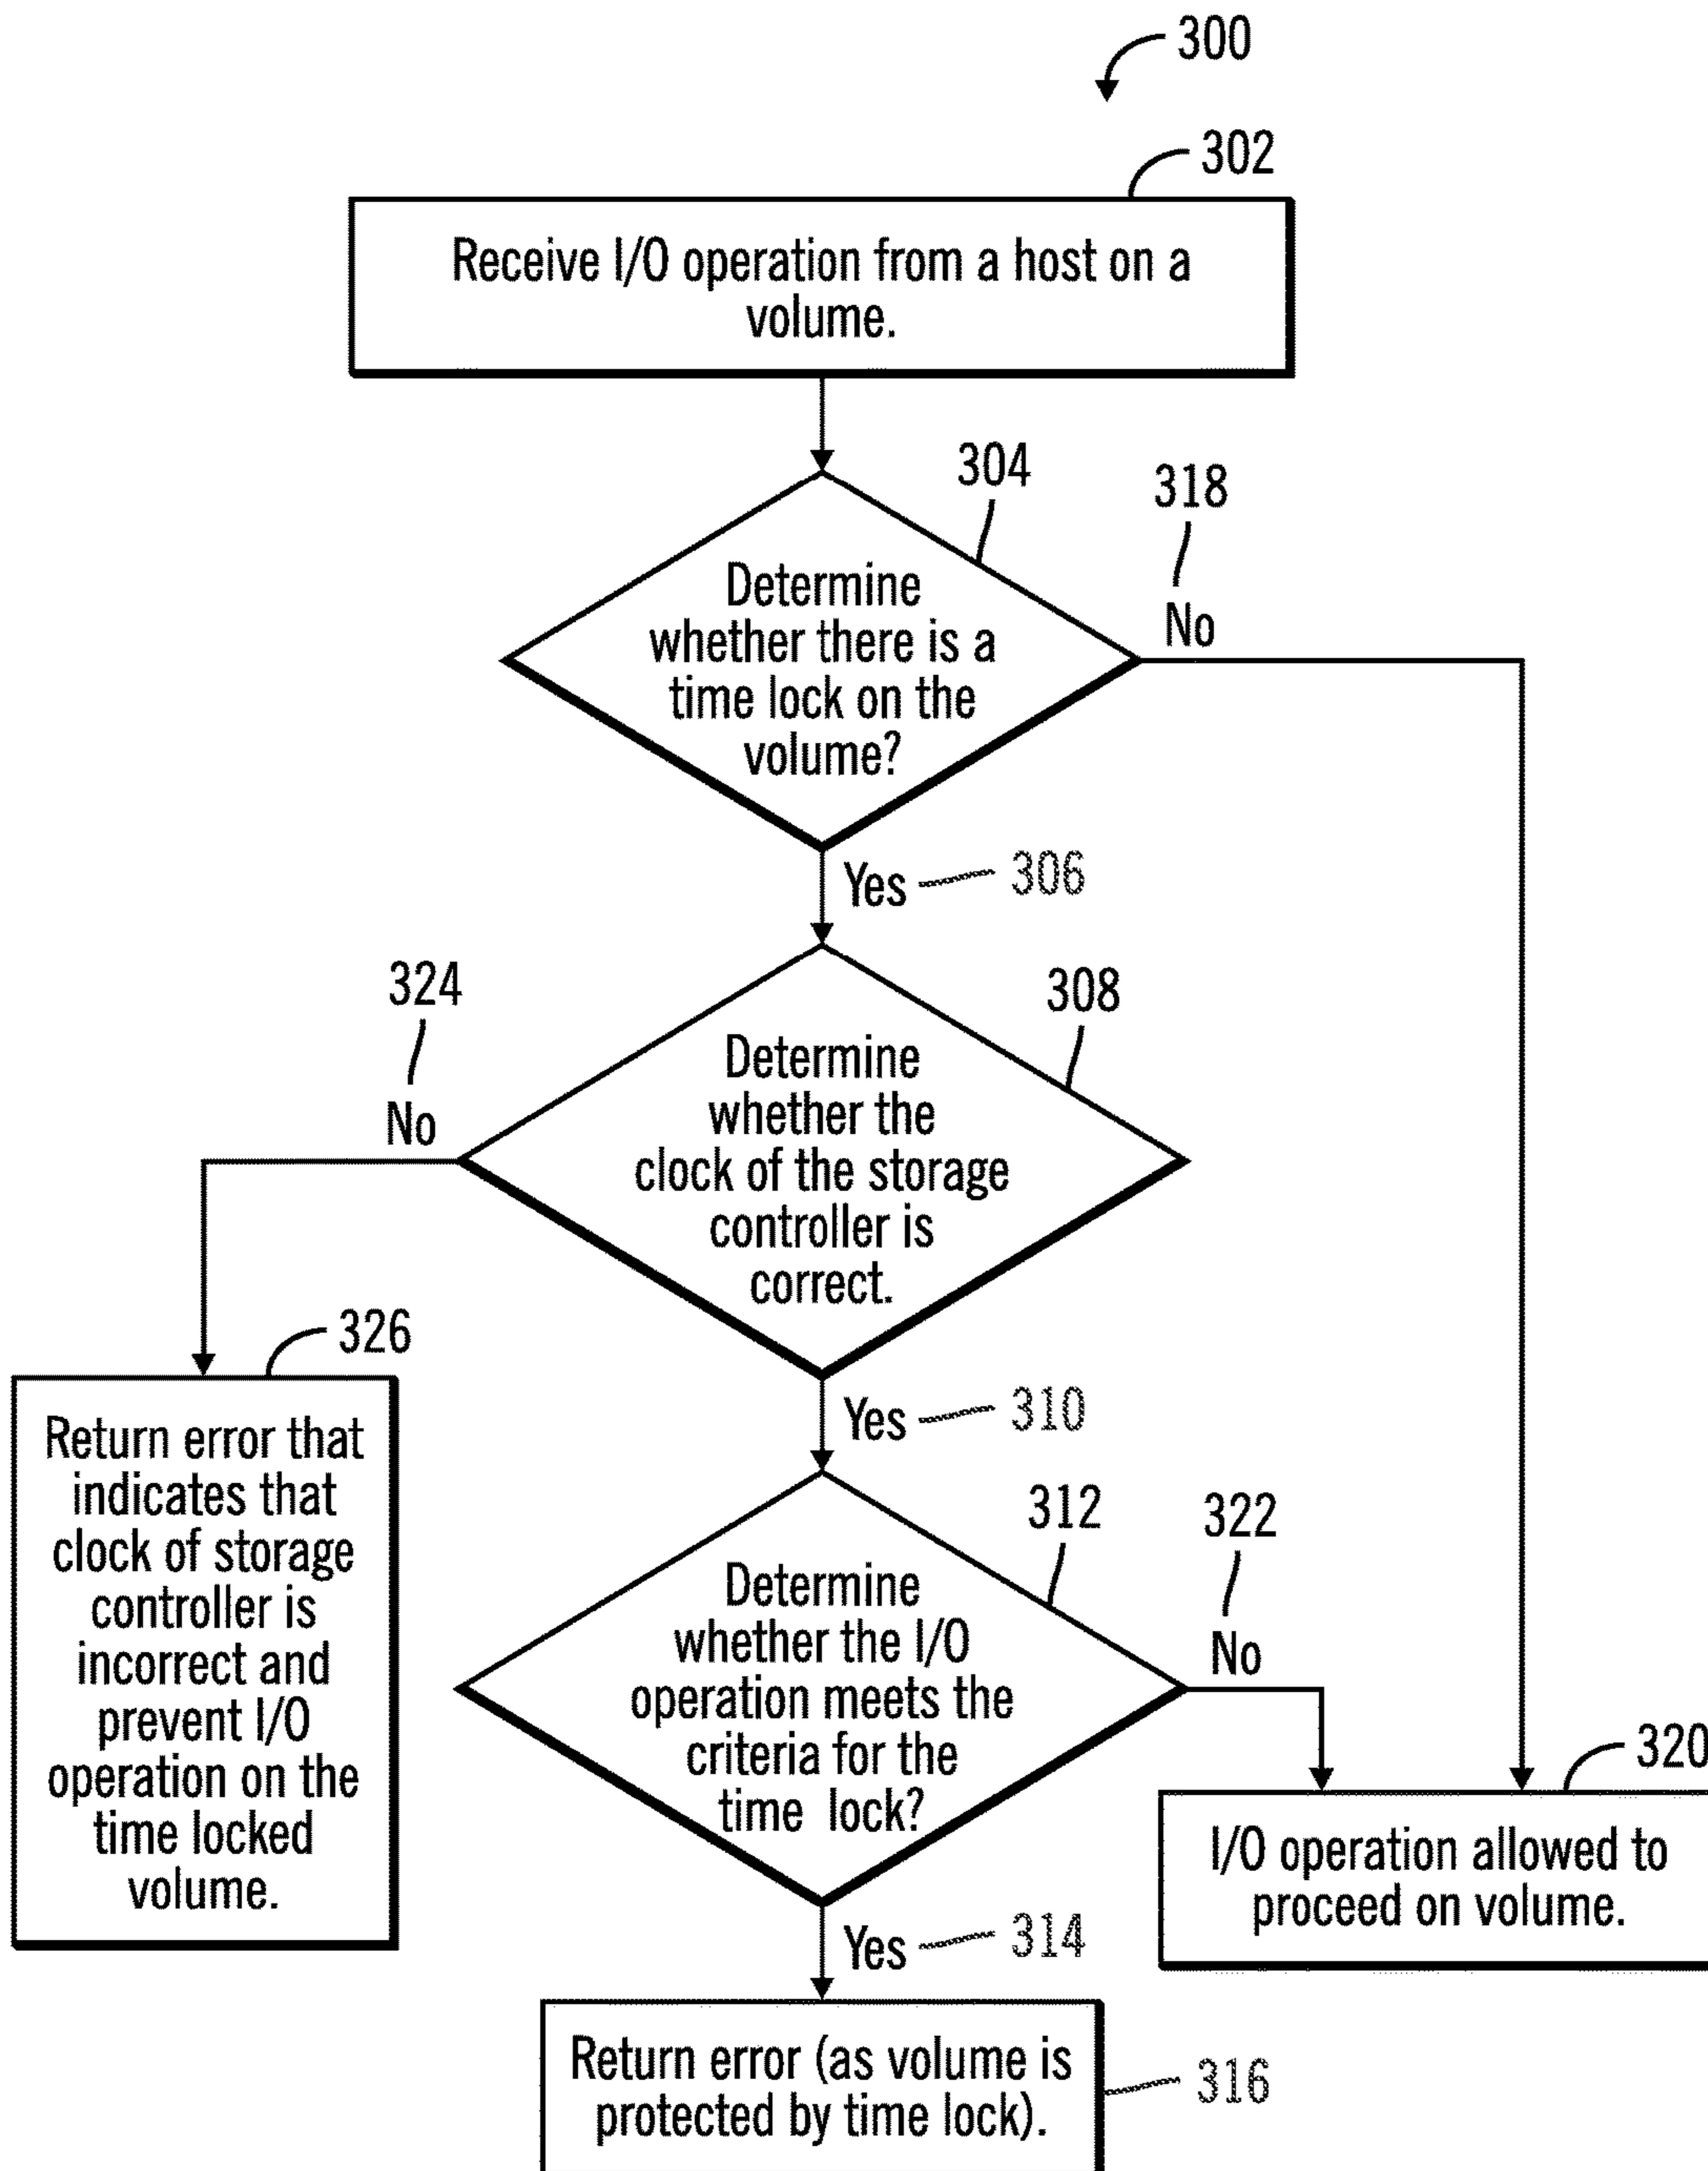 300
302
Receive I/O operation from a host on a
volume.
304
318
Determine
whether there is a
time lock on the
volume?
No
Yes
306
324
308
Determine
whether the
clock of the storage
controller is
correct.
No
326
Return error that
indicates that
clock of storage
controller is
incorrect and
prevent I/O
operation on the
time locked
volume.
Yes
310
312
322
Determine
whether the I/O
operation meets the
criteria for the
time lock?
No
320
I/O operation allowed to
proceed on volume.
Yes
314
Return error (as volume is
protected by time lock).
316